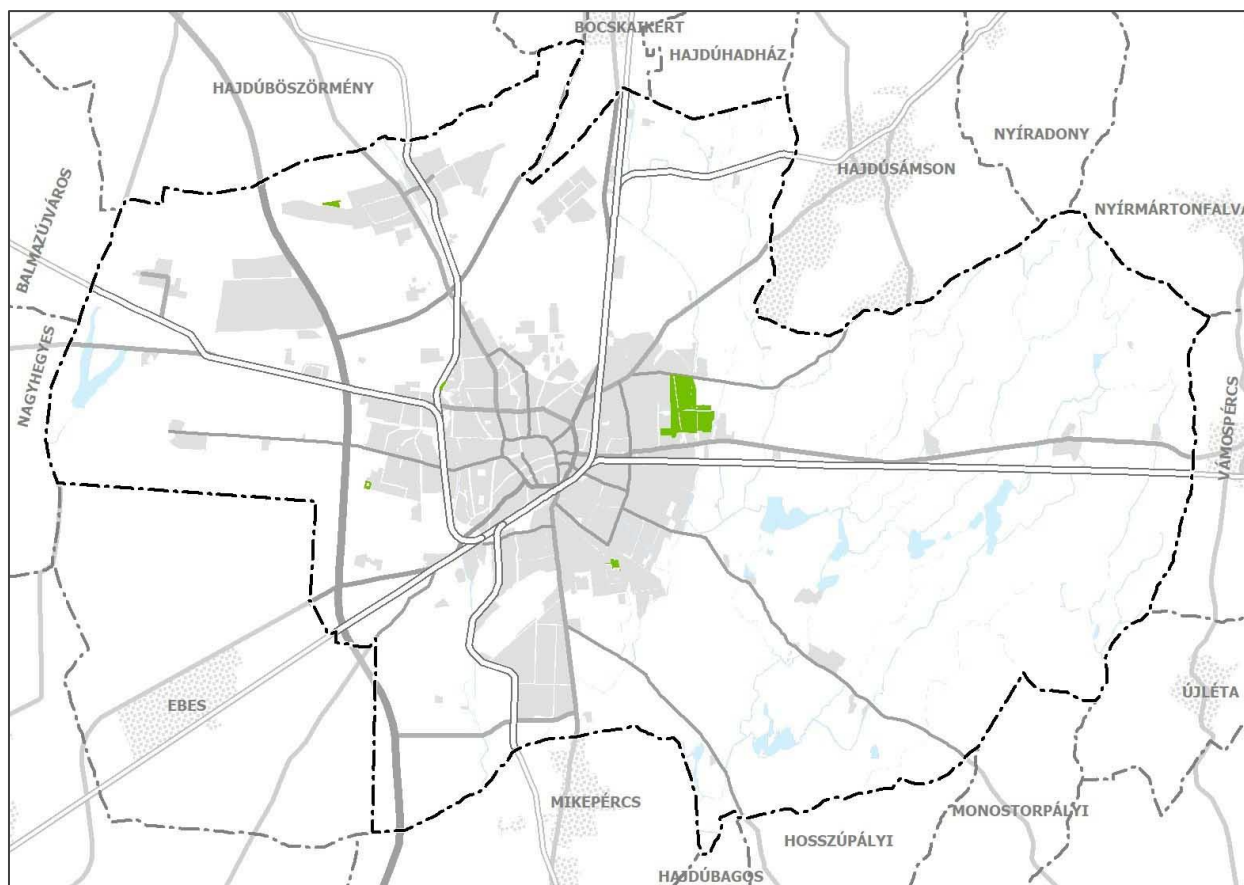 BOCSKAIKERT
HAJDÚHADHÁZ
HAJDÚBÖSZÖRMÉNY
NYÍRADONY
HAJDÚSÁMSON
NYÍRMÁRTONFALVA
BALMAZÚJVÁROS
NAGYHEGYES
VÁMOSPÉRCS
EBES
ÚJLÉTA
MIKEPÉRCS
MONOSTORPÁLYI
HOSSZÚPÁLYI
HAJDÚBAGOS